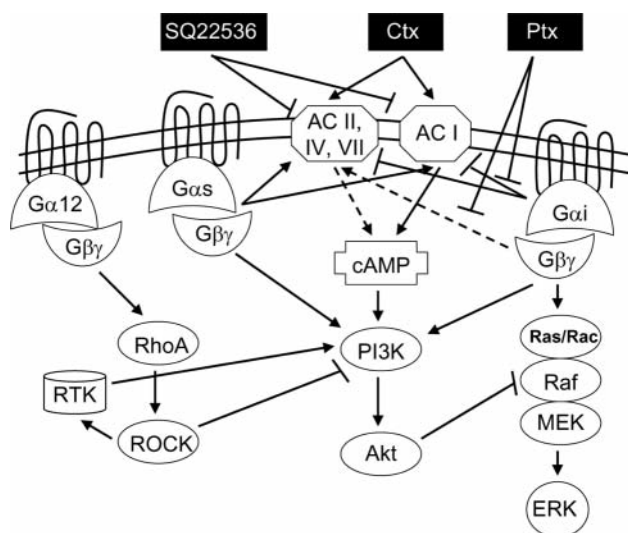 SQ22536
Ctx
Ptx
AC II,
IV, VII
AC I
Gα12
Gβγ
Gαs
Gβγ
Gαi
Gβγ
cAMP
RhoA
PI3K
Ras/Rac
Raf
RTK
MEK
ROCK
Akt
ERK